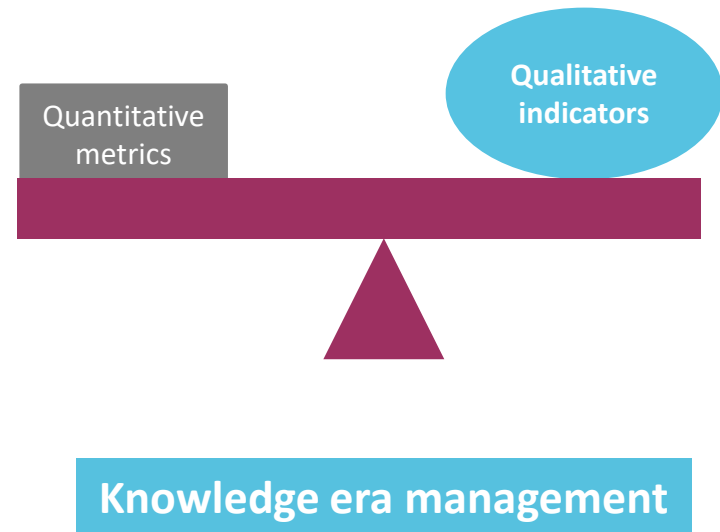 Quantitative
metrics
Qualitative
indicators
Knowledge era management